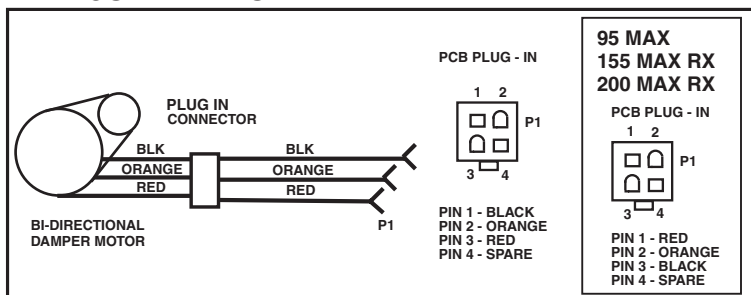 PLUG IN
CONNECTOR
BLK
ORANGE
RED
BLK
ORANGE
RED
P1
BI-DIRECTIONAL
DAMPER MOTOR
PCB PLUG - IN
1 2
P1
3 4
PIN 1 - BLACK
PIN 2 - ORANGE
PIN 3 - RED
PIN 4 - SPARE
95 MAX
155 MAX RX
200 MAX RX
PCB PLUG - IN
1 2
P1
3 4
PIN 1 - RED
PIN 2 - ORANGE
PIN 3 - BLACK
PIN 4 - SPARE